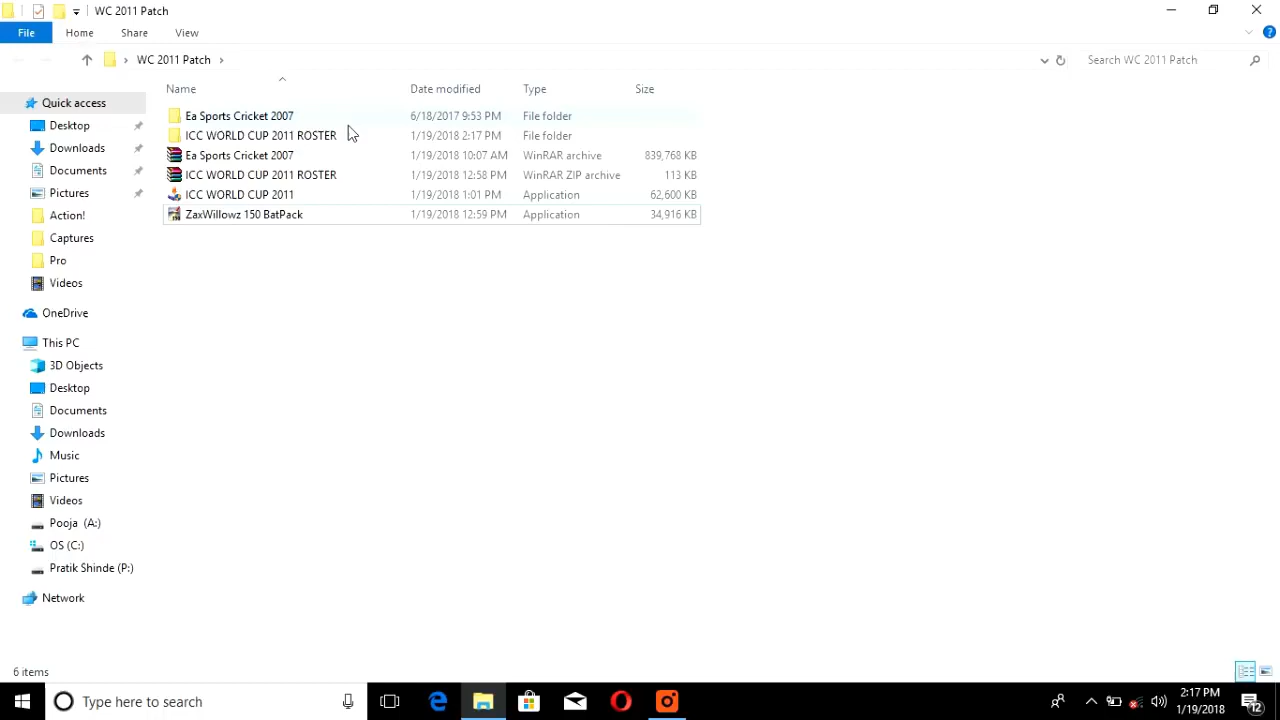 WC 2011 Patch
File Home Share View
WC 2011 Patch Search WC 2011 Patch
Name Date modified Type Size
Ea Sports Cricket 2007 6/18/2017 9:53 PM File folder
ICC WORLD CUP 2011 ROSTER 1/19/2018 2:17 PM File folder
Ea Sports Cricket 2007 1/19/2018 10:07 AM WinRAR archive 839,768 KB
ICC WORLD CUP 2011 ROSTER 1/19/2018 12:58 PM WinRAR ZIP archive 113 KB
ICC WORLD CUP 2011 1/19/2018 1:01 PM Application 62,600 KB
ZaxWillowz 150 BatPack 1/19/2018 12:59 PM Application 34,916 KB
Quick access
Desktop
Downloads
Documents
Pictures
Action!
Captures
Pro
Videos
OneDrive
This PC
3D Objects
Desktop
Documents
Downloads
Music
Pictures
Videos
Pooja (A:)
OS (C:)
Pratik Shinde (P:)
Network
6 items
Type here to search
2:17 PM
1/19/2018
12